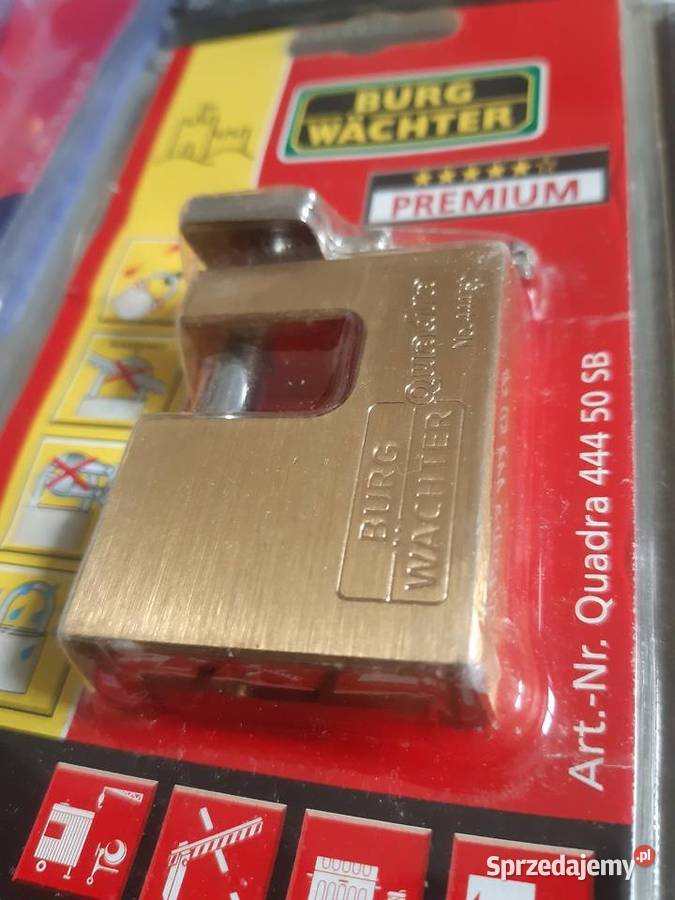 BURG
WÄCHTER
PREMIUM
Quadra
BURG
WÄCHTER
Art.-Nr. Quadra 444 50 SB
Sprzedajemy.pl